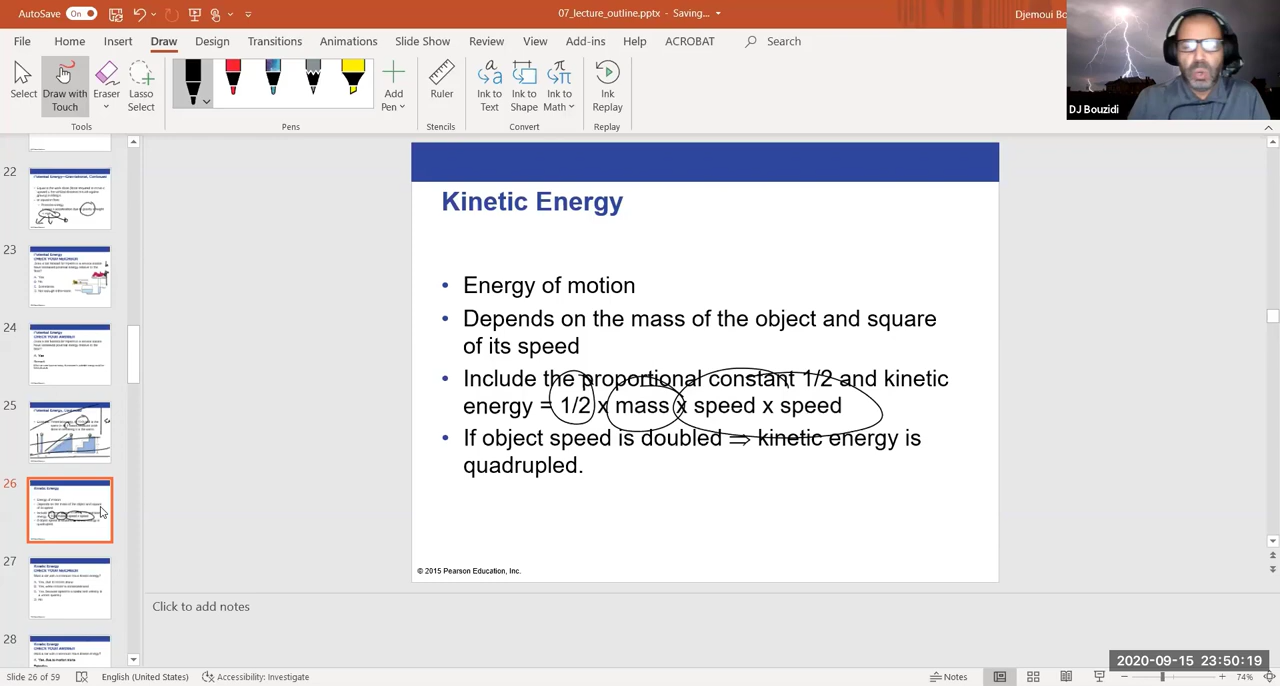 AutoSave
On
07_lecture_outline.pptx - Saving...
Djemoui Bo
File Home Insert Draw Design Transitions Animations Slide Show Review View Add-ins Help ACROBAT Search
Select
Draw with Touch
Eraser
Lasso Select
Add Pen
Ruler
Ink to Text
Ink to Shape
Ink to Math
Ink Replay
Tools
Pens
Stencils
Convert
Replay
DJ Bouzidi
22
23
24
25
26
27
28
Kinetic Energy
• Energy of motion
• Depends on the mass of the object and square
of its speed
• Include the proportional constant 1/2 and kinetic
energy = 1/2 x mass x speed x speed
• If object speed is doubled ⇒ kinetic energy is
quadrupled.
© 2015 Pearson Education, Inc.
Click to add notes
2020-09-15 23:50:19
Slide 26 of 59
English (United States)
Accessibility: Investigate
Notes
74%